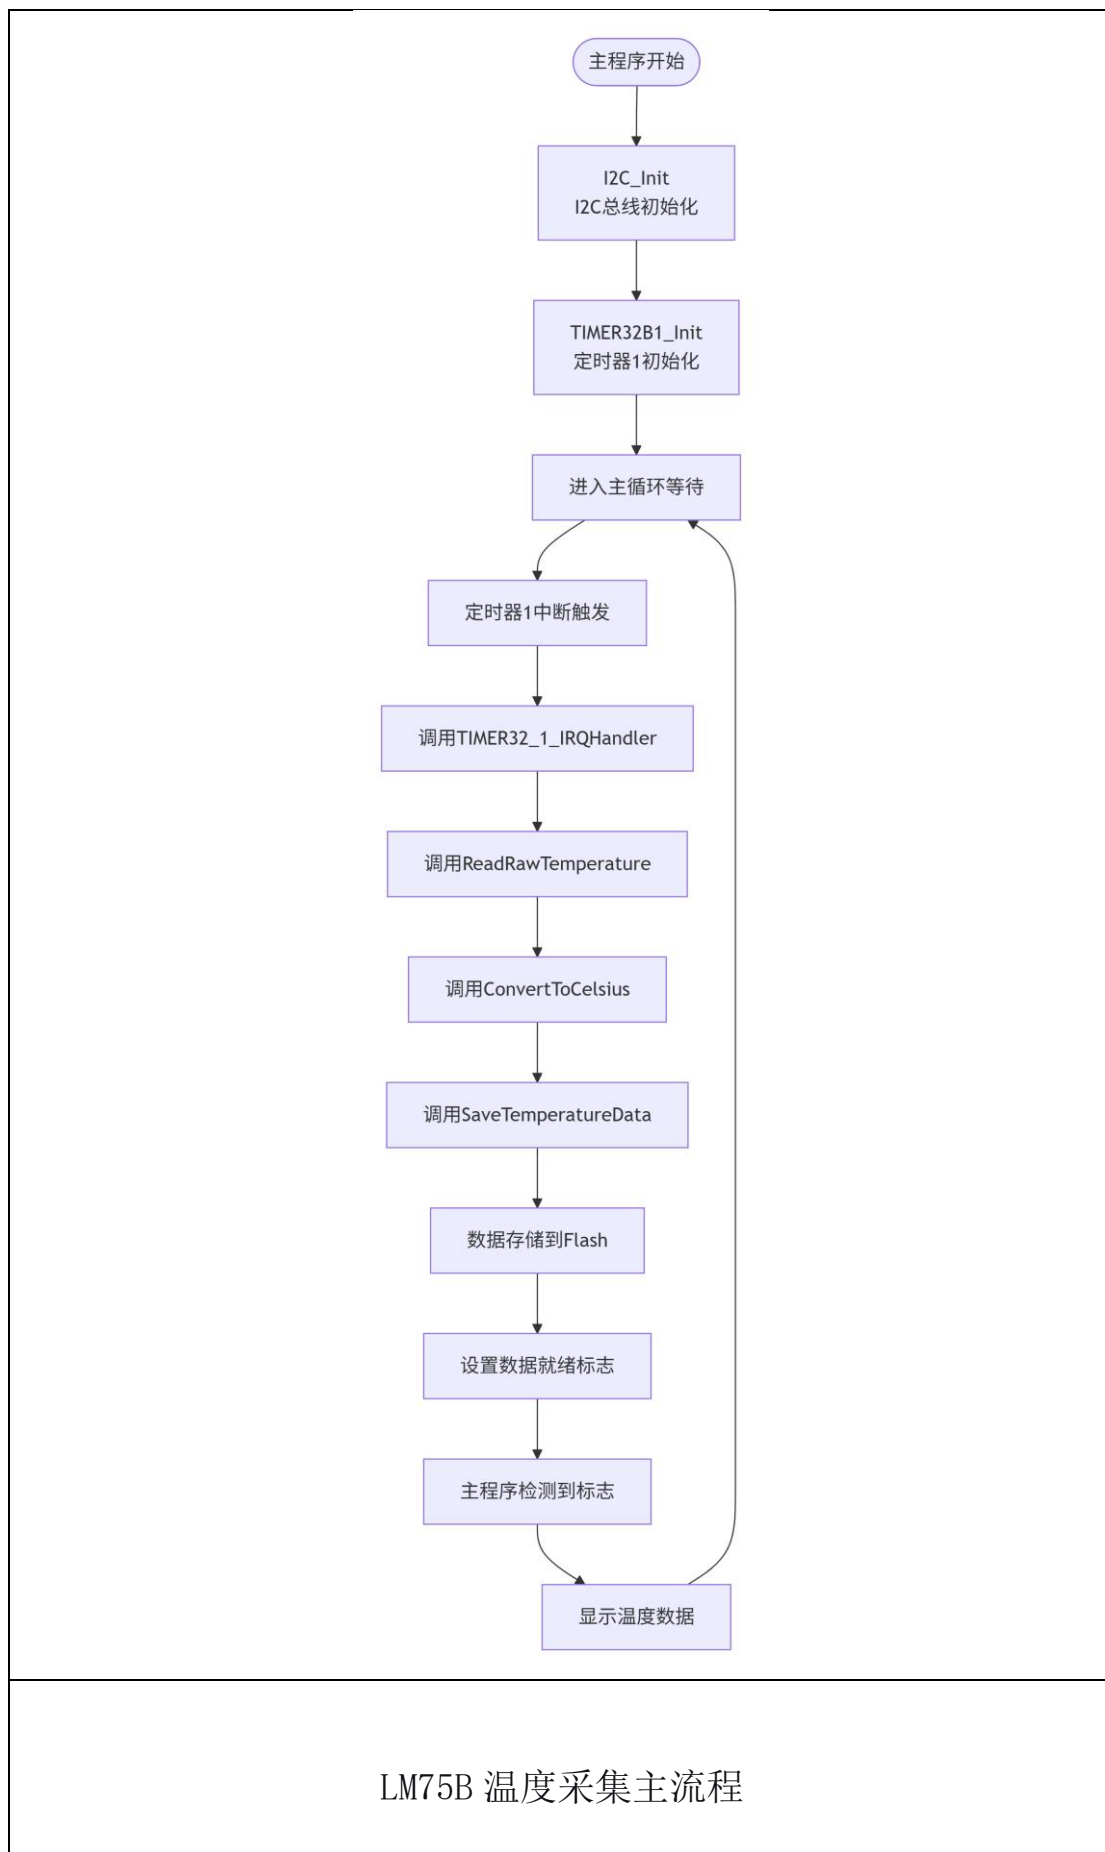 主程序开始
I2C_Init
I2C总线初始化
TIMER32B1_Init
定时器1初始化
进入主循环等待
定时器1中断触发
调用TIMER32_1_IRQHandler
调用ReadRawTemperature
调用ConvertToCelsius
调用SaveTemperatureData
数据存储到Flash
设置数据就绪标志
主程序检测到标志
显示温度数据
LM75B 温度采集主流程